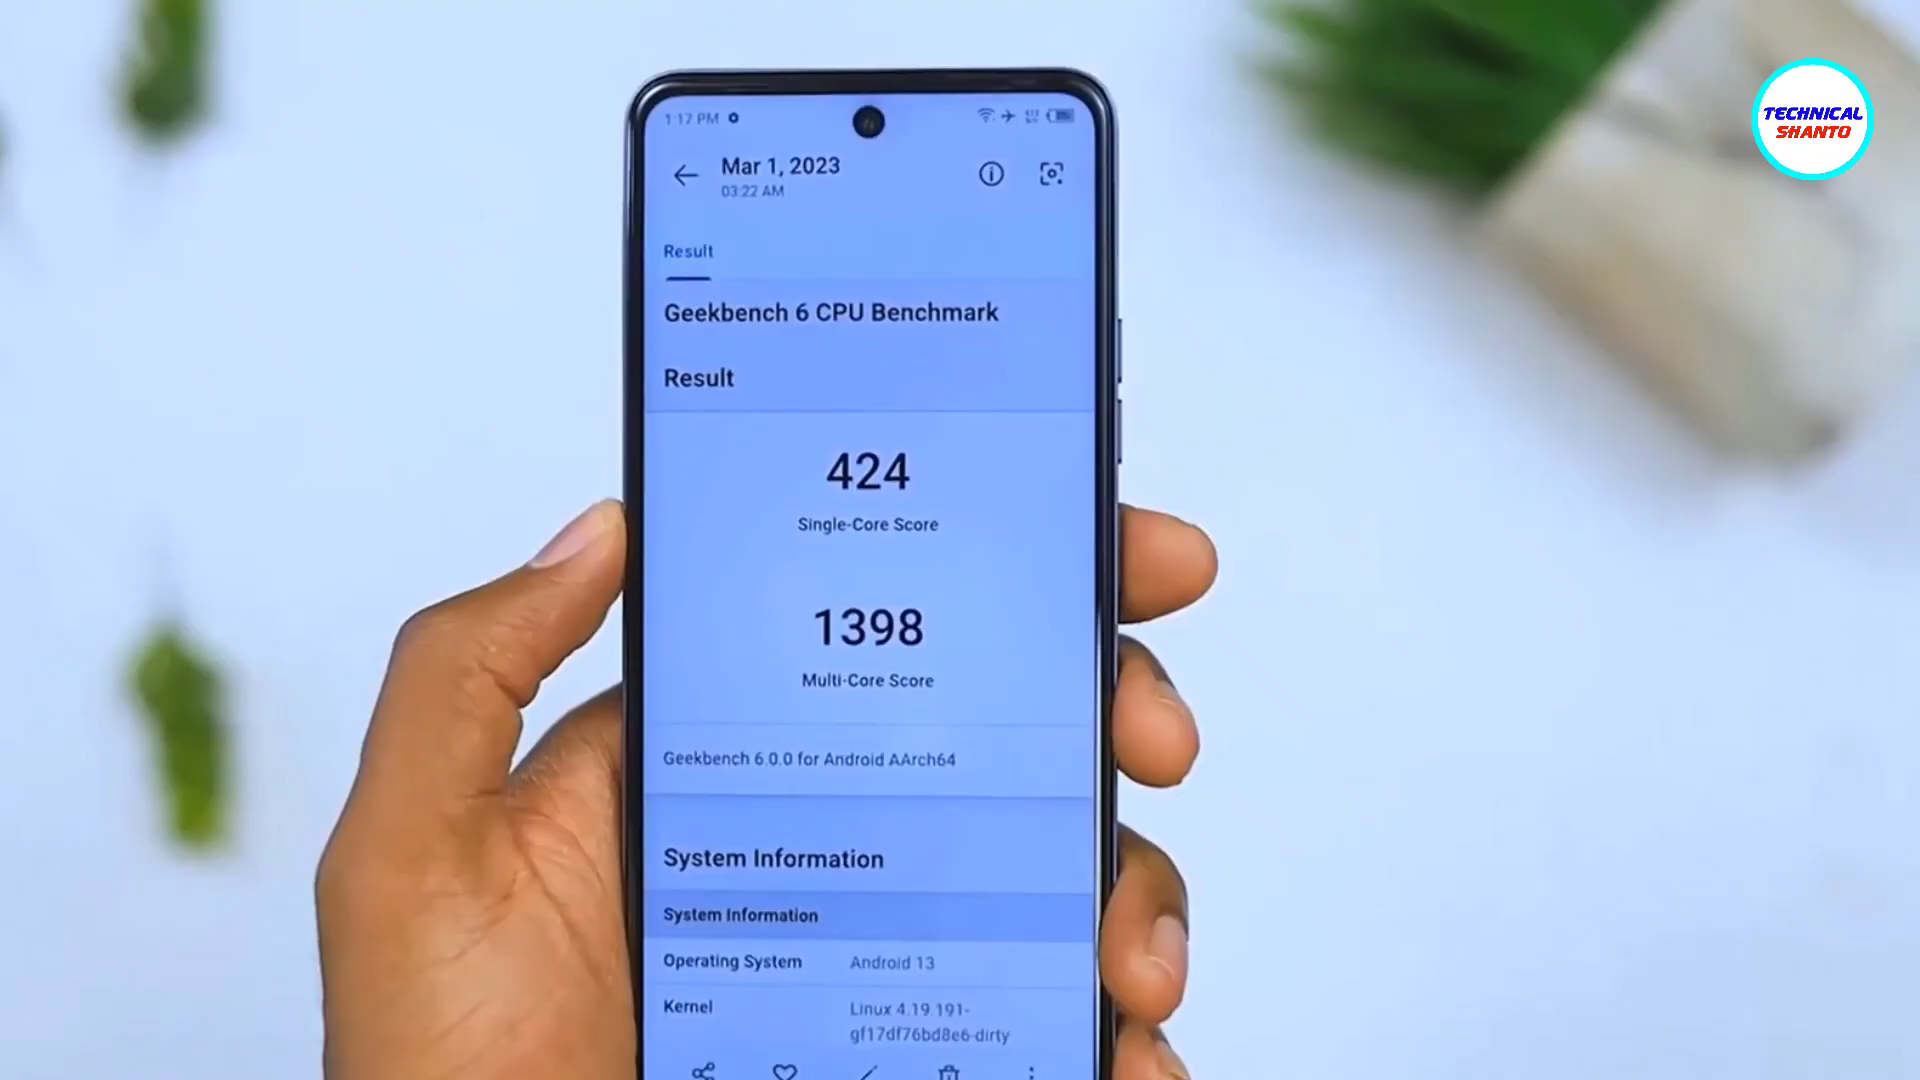 TECHNICAL
SHANTO
1:17 PM
Mar 1, 2023
03:22 AM
Result
Geekbench 6 CPU Benchmark
Result
424
Single-Core Score
1398
Multi-Core Score
Geekbench 6.0.0 for Android AArch64
System Information
System Information
Operating System Android 13
Kernel Linux 4.19.191-
gf17df76bd8e6-dirty